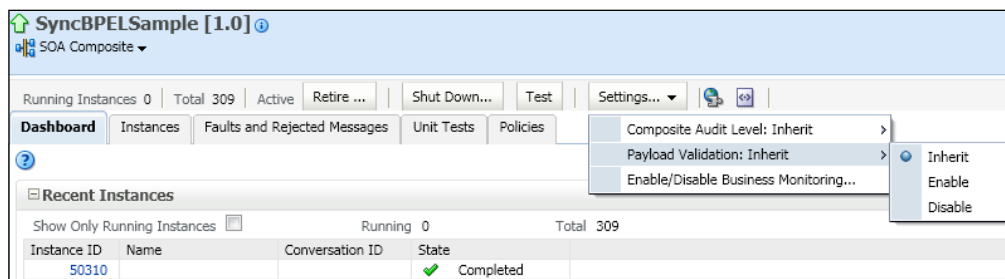 SyncBPELSample [1.0]
SOA Composite
Running Instances 0 Total 309 Active Retire ... Shut Down... Test Settings...
Dashboard Instances Faults and Rejected Messages Unit Tests Policies
Composite Audit Level: Inherit
Payload Validation: Inherit
Enable/Disable Business Monitoring...
Inherit
Enable
Disable
Recent Instances
Show Only Running Instances Running 0 Total 309
Instance ID Name Conversation ID State
50310 Completed